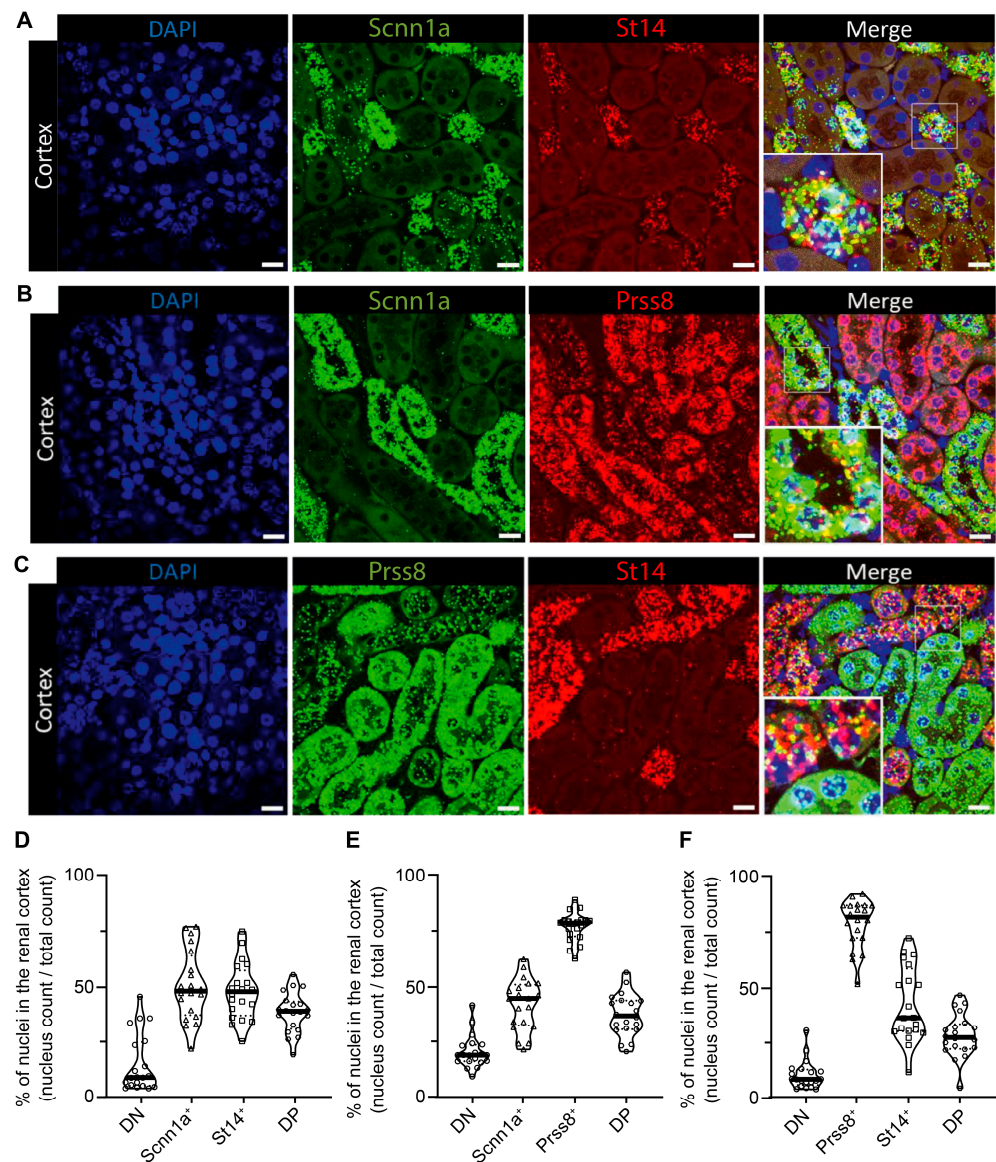 A
DAPI
Scnn1a
St14
Merge
Cortex
B
DAPI
Scnn1a
Prss8
Merge
Cortex
C
DAPI
Prss8
St14
Merge
Cortex
D
% of nuclei in the renal cortex
(nucleus count / total count)
100
50
0
DN
Scnn1a⁺
St14⁺
DP
E
% of nuclei in the renal cortex
(nucleus count / total count)
100
50
0
DN
Scnn1a⁺
Prss8⁺
DP
F
% of nuclei in the renal cortex
(nucleus count / total count)
100
50
0
DN
Prss8⁺
St14⁺
DP